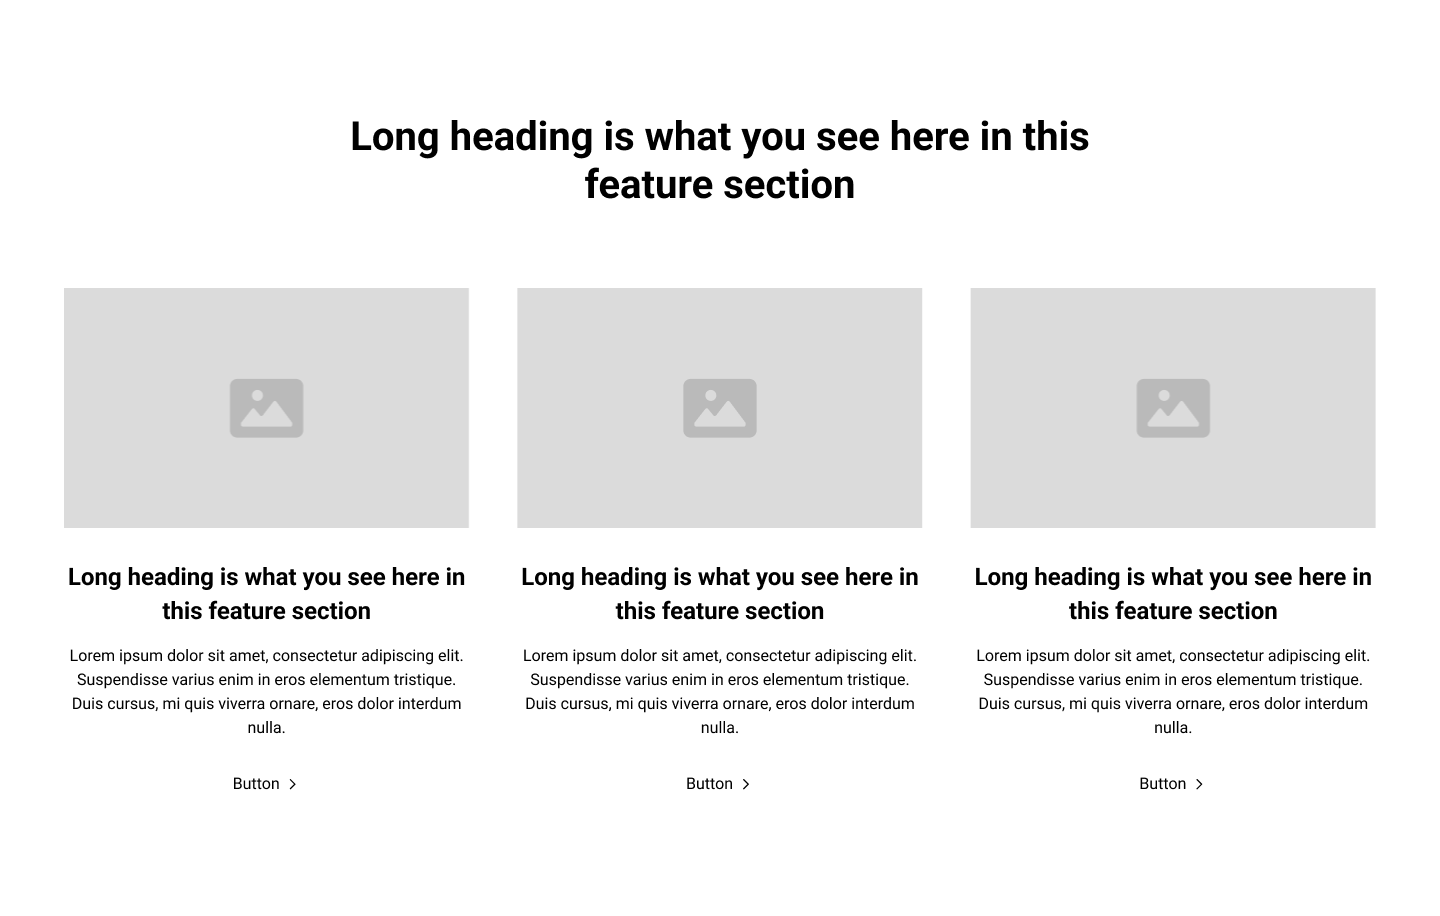 Long heading is what you see here in this
feature section
Long heading is what you see here in
this feature section
Lorem ipsum dolor sit amet, consectetur adipiscing elit.
Suspendisse varius enim in eros elementum tristique.
Duis cursus, mi quis viverra ornare, eros dolor interdum
nulla.
Button
Long heading is what you see here in
this feature section
Lorem ipsum dolor sit amet, consectetur adipiscing elit.
Suspendisse varius enim in eros elementum tristique.
Duis cursus, mi quis viverra ornare, eros dolor interdum
nulla.
Button
Long heading is what you see here in
this feature section
Lorem ipsum dolor sit amet, consectetur adipiscing elit.
Suspendisse varius enim in eros elementum tristique.
Duis cursus, mi quis viverra ornare, eros dolor interdum
nulla.
Button